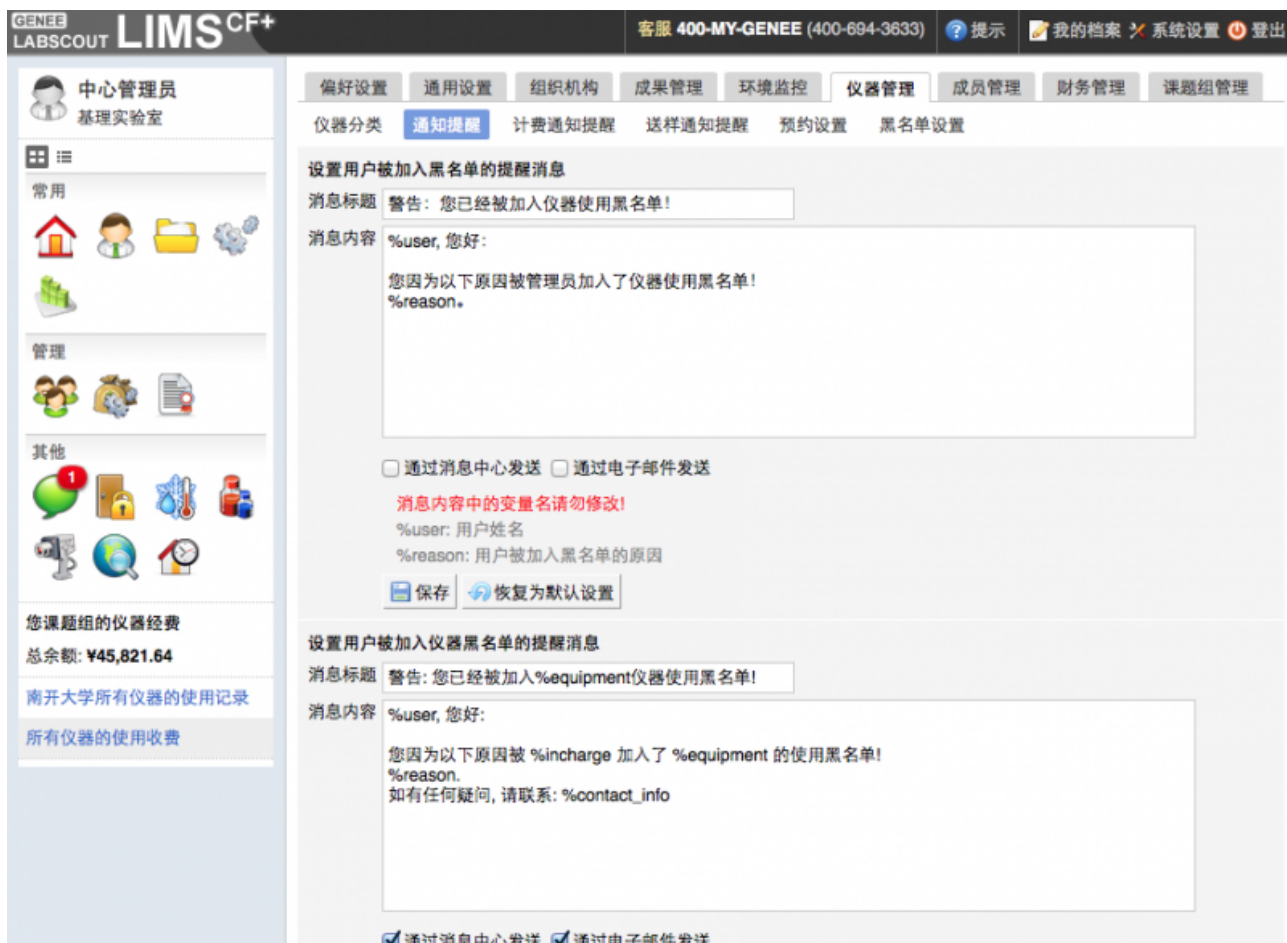 GENEE
LABSCOUT LIMS CF+
客服 400-MY-GENEE (400-694-3633) 提示 我的档案 系统设置 登出
中心管理员
基理实验室
常用
管理
其他
1
您课题组的仪器经费
总余额: ¥45,821.64
南开大学所有仪器的使用记录
所有仪器的使用收费
偏好设置 通用设置 组织机构 成果管理 环境监控 仪器管理 成员管理 财务管理 课题组管理
仪器分类 通知提醒 计费通知提醒 送样通知提醒 预约设置 黑名单设置
设置用户被加入黑名单的提醒消息
消息标题 警告：您已经被加入仪器使用黑名单!
消息内容 %user, 您好:
您因为以下原因被管理员加入了仪器使用黑名单!
%reason。
通过消息中心发送 通过电子邮件发送
消息内容中的变量名请勿修改!
%user: 用户姓名
%reason: 用户被加入黑名单的原因
保存 恢复为默认设置
设置用户被加入仪器黑名单的提醒消息
消息标题 警告: 您已经被加入%equipment仪器使用黑名单!
消息内容 %user, 您好:
您因为以下原因被 %incharge 加入了 %equipment 的使用黑名单!
%reason.
如有任何疑问, 请联系: %contact_info
通过消息中心发送 通过电子邮件发送